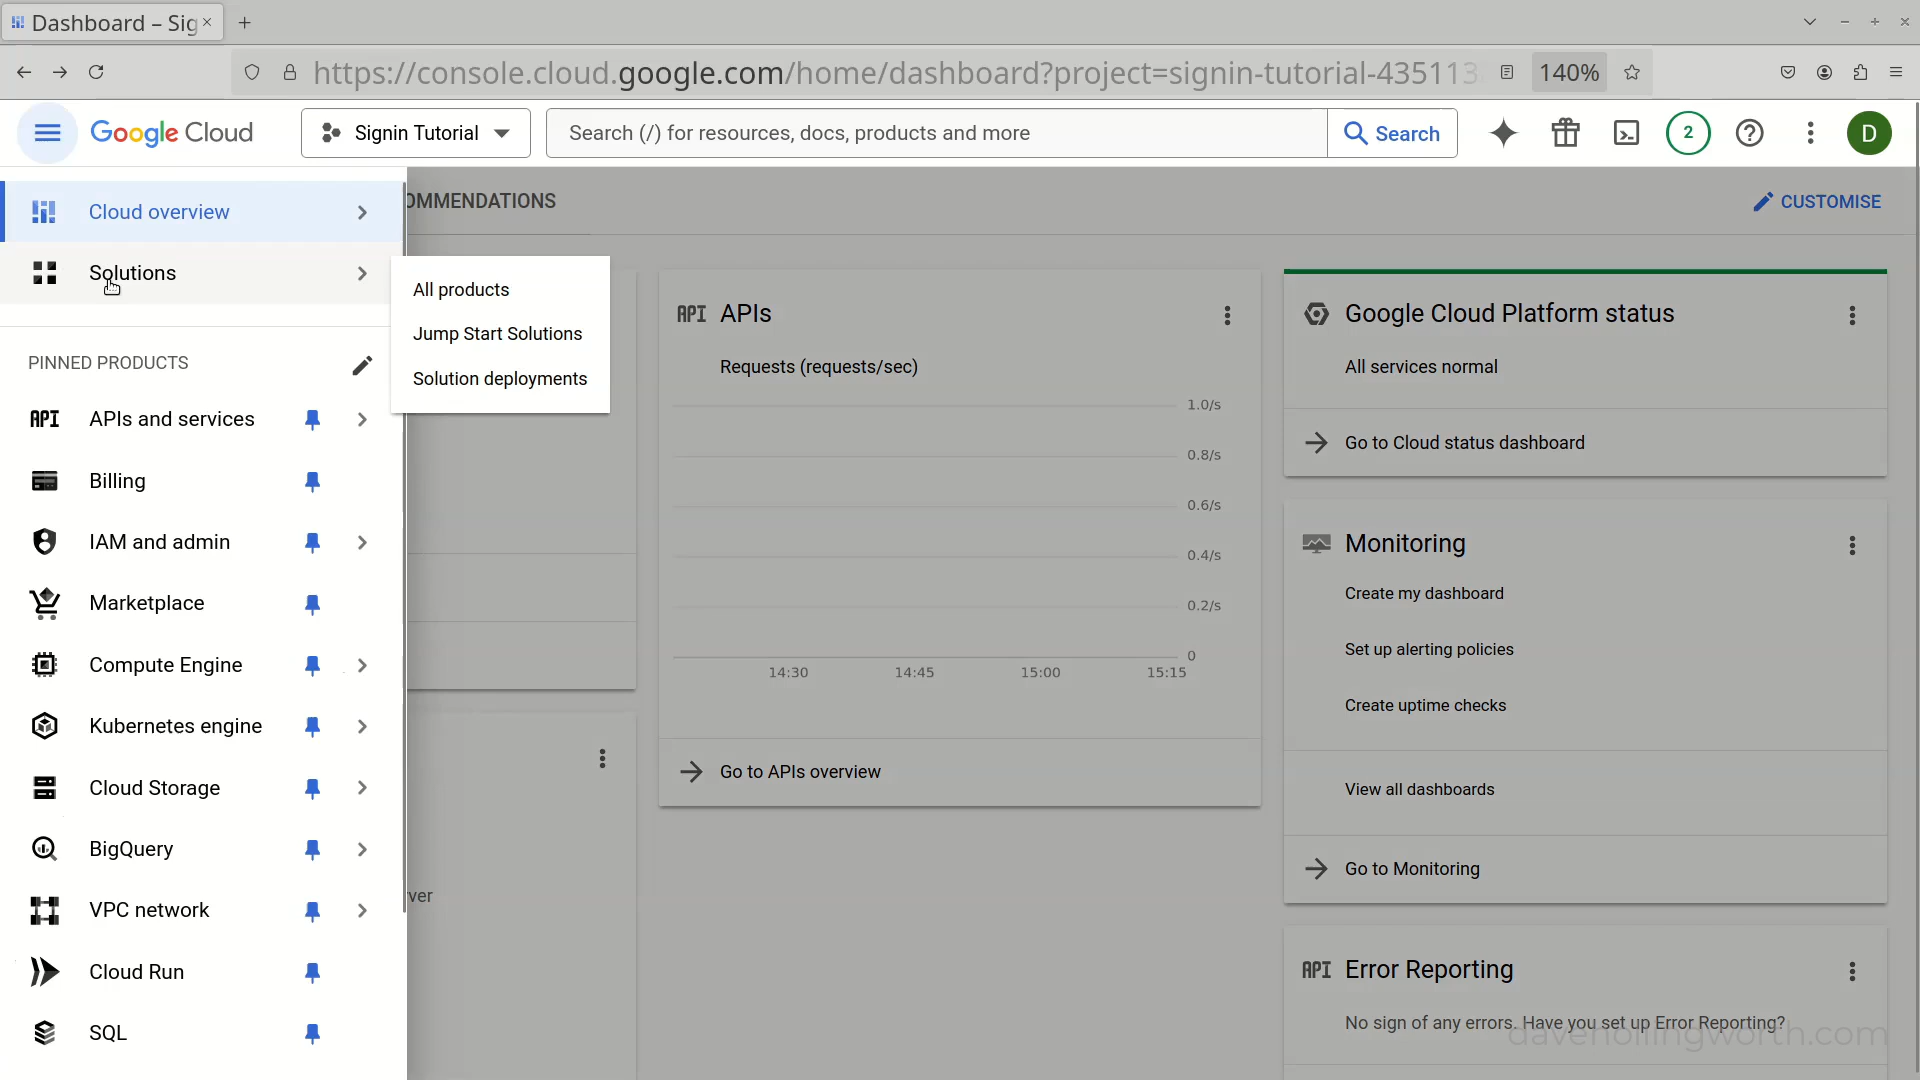 Dashboard – Sig
https://console.cloud.google.com/home/dashboard?project=signin-tutorial-435113
140%
Google Cloud
Signin Tutorial
Search (/) for resources, docs, products and more
Search
2
D
Cloud overview
OMMENDATIONS
CUSTOMISE
Solutions
All products
Jump Start Solutions
Solution deployments
PINNED PRODUCTS
API APIs and services
Billing
IAM and admin
Marketplace
Compute Engine
Kubernetes engine
Cloud Storage
BigQuery
VPC network
Cloud Run
SQL
ver
API APIs
Requests (requests/sec)
1.0/s
0.8/s
0.6/s
0.4/s
0.2/s
0
14:30 14:45 15:00 15:15
Go to APIs overview
Google Cloud Platform status
All services normal
Go to Cloud status dashboard
Monitoring
Create my dashboard
Set up alerting policies
Create uptime checks
View all dashboards
Go to Monitoring
API Error Reporting
No sign of any errors. Have you set up Error Reporting?
davehollingworth.com